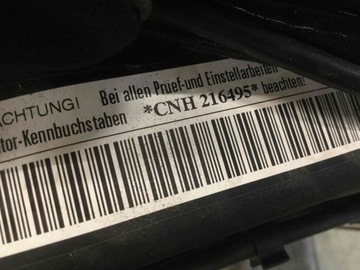 ACHTUNG! Bei allen Pruef-und Einstellarbeiten
tor-Kennbuchstaben *CNH 216495* beachten!